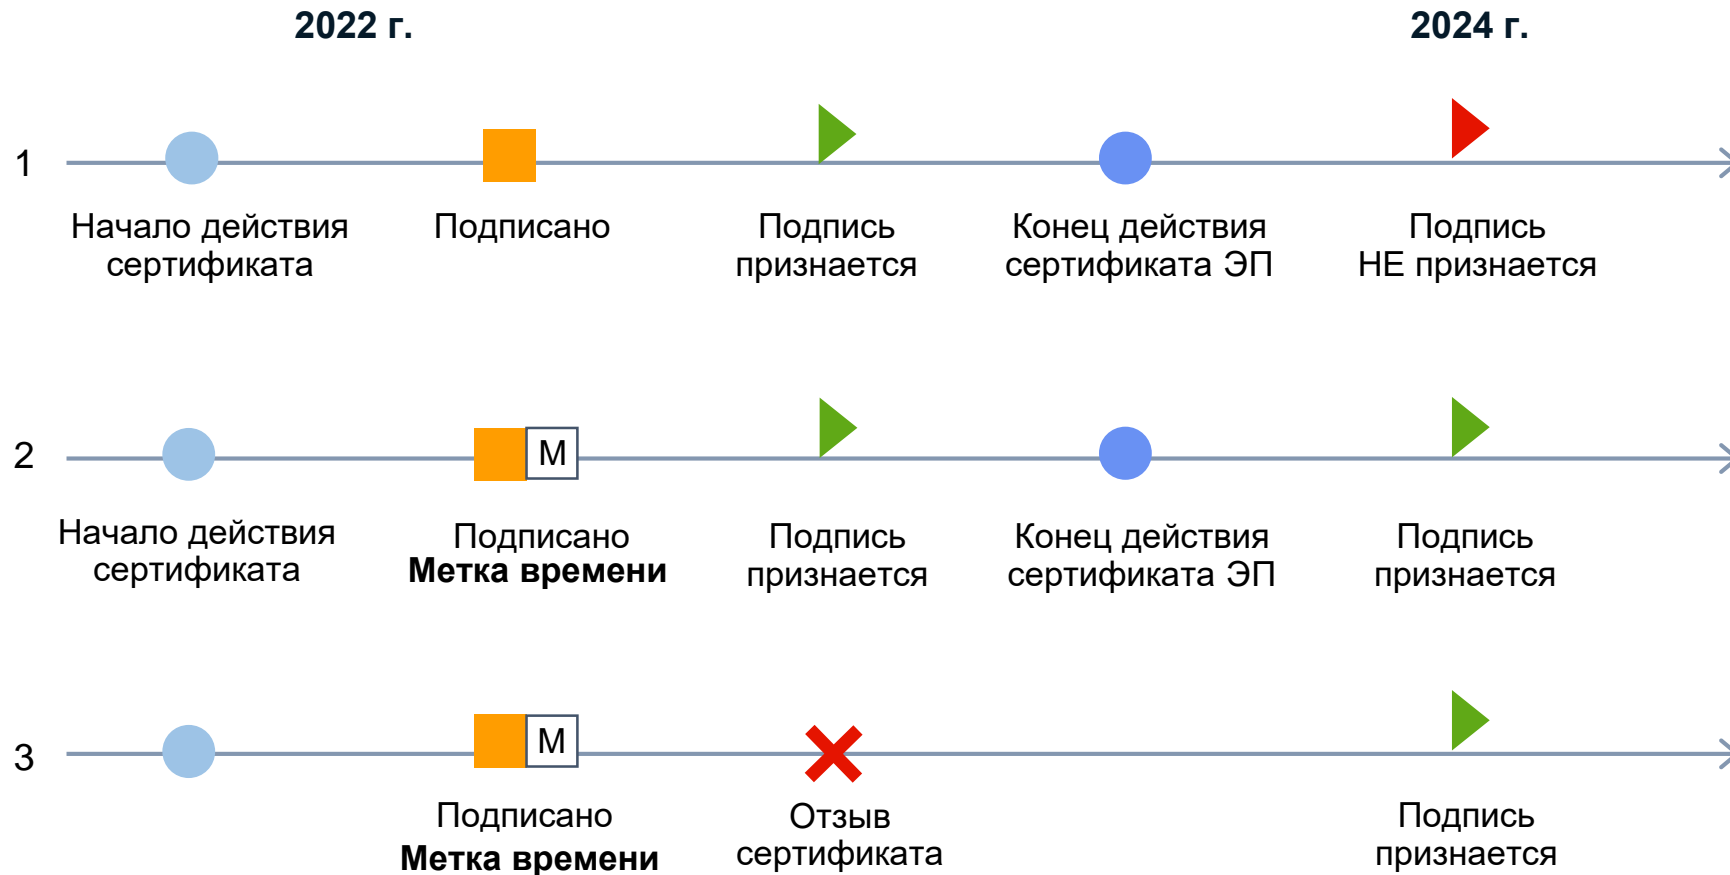 2022 г.
2024 г.
1
Начало действия
сертификата
Подписано
Подпись
признается
Конец действия
сертификата ЭП
Подпись
НЕ признается
2
М
Начало действия
сертификата
Подписано
Метка времени
Подпись
признается
Конец действия
сертификата ЭП
Подпись
признается
3
М
Подписано
Метка времени
Отзыв
сертификата
Подпись
признается